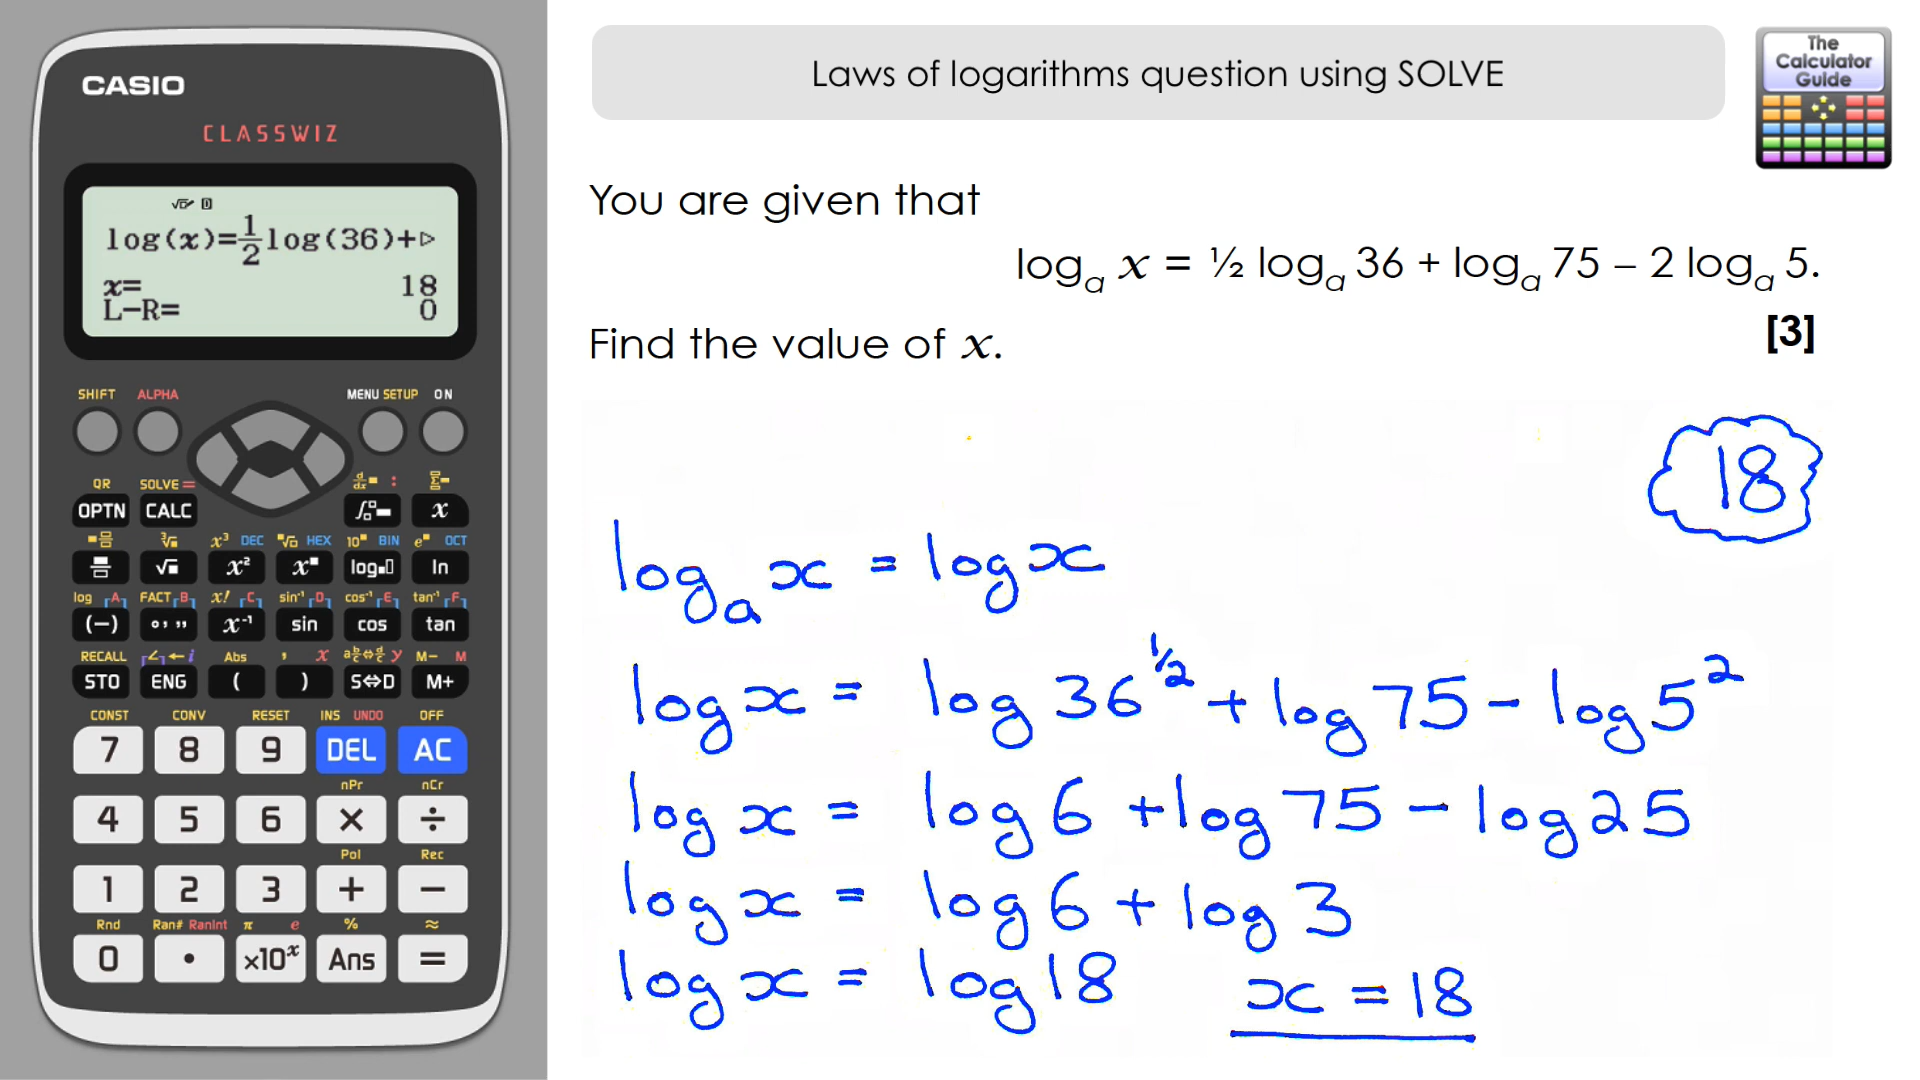 CASIO
CLASSWIZ
log(x)=1/2log(36)+▷
x= 18
L−R= 0
SHIFT ALPHA MENU SETUP ON
QR SOLVE = d/dx■ : Σ■
OPTN CALC ∫ x
³√■ x³ DEC ■√□ HEX 10■ BIN e■ OCT
√■ x² x■ log■□ ln
log A FACT B x! C sin⁻¹ D cos⁻¹ E tan⁻¹ F
(−) ° ’ ” x⁻¹ sin cos tan
RECALL ∠ ← i Abs , x a b/c⇔d/c y M− M
STO ENG ( ) S⇔D M+
CONST CONV RESET INS UNDO OFF
7 8 9 DEL AC
nPr nCr
4 5 6 × ÷
Pol Rec
1 2 3 + −
Rnd Ran# RanInt π e % ≈
0 • ×10ˣ Ans =
Laws of logarithms question using SOLVE
The
Calculator
Guide
You are given that
logₐ x = ½ logₐ 36 + logₐ 75 – 2 logₐ 5.
[3]
Find the value of x.
18
logₐ x = log x
log x = log 36^½ + log 75 − log 5²
log x = log 6 + log 75 − log 25
log x = log 6 + log 3
log x = log 18 x = 18